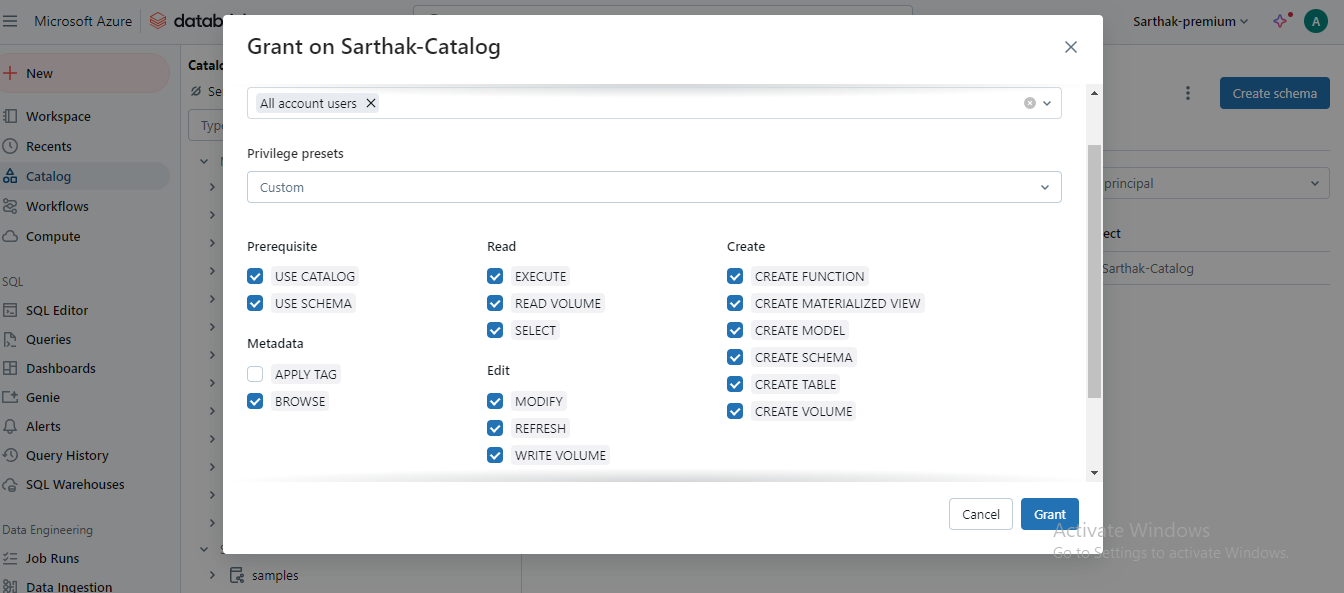 Microsoft Azure
Sarthak-premium
A
Grant on Sarthak-Catalog
New
Workspace
Recents
Catalog
Workflows
Compute
SQL
SQL Editor
Queries
Dashboards
Genie
Alerts
Query History
SQL Warehouses
Data Engineering
Job Runs
Data Ingestion
samples
All account users
Privilege presets
Custom
Prerequisite
USE CATALOG
USE SCHEMA
Metadata
APPLY TAG
BROWSE
Read
EXECUTE
READ VOLUME
SELECT
Edit
MODIFY
REFRESH
WRITE VOLUME
Create
CREATE FUNCTION
CREATE MATERIALIZED VIEW
CREATE MODEL
CREATE SCHEMA
CREATE TABLE
CREATE VOLUME
Cancel
Grant
Create schema
principal
Sarthak-Catalog
Activate Windows
Go to Settings to activate Windows.